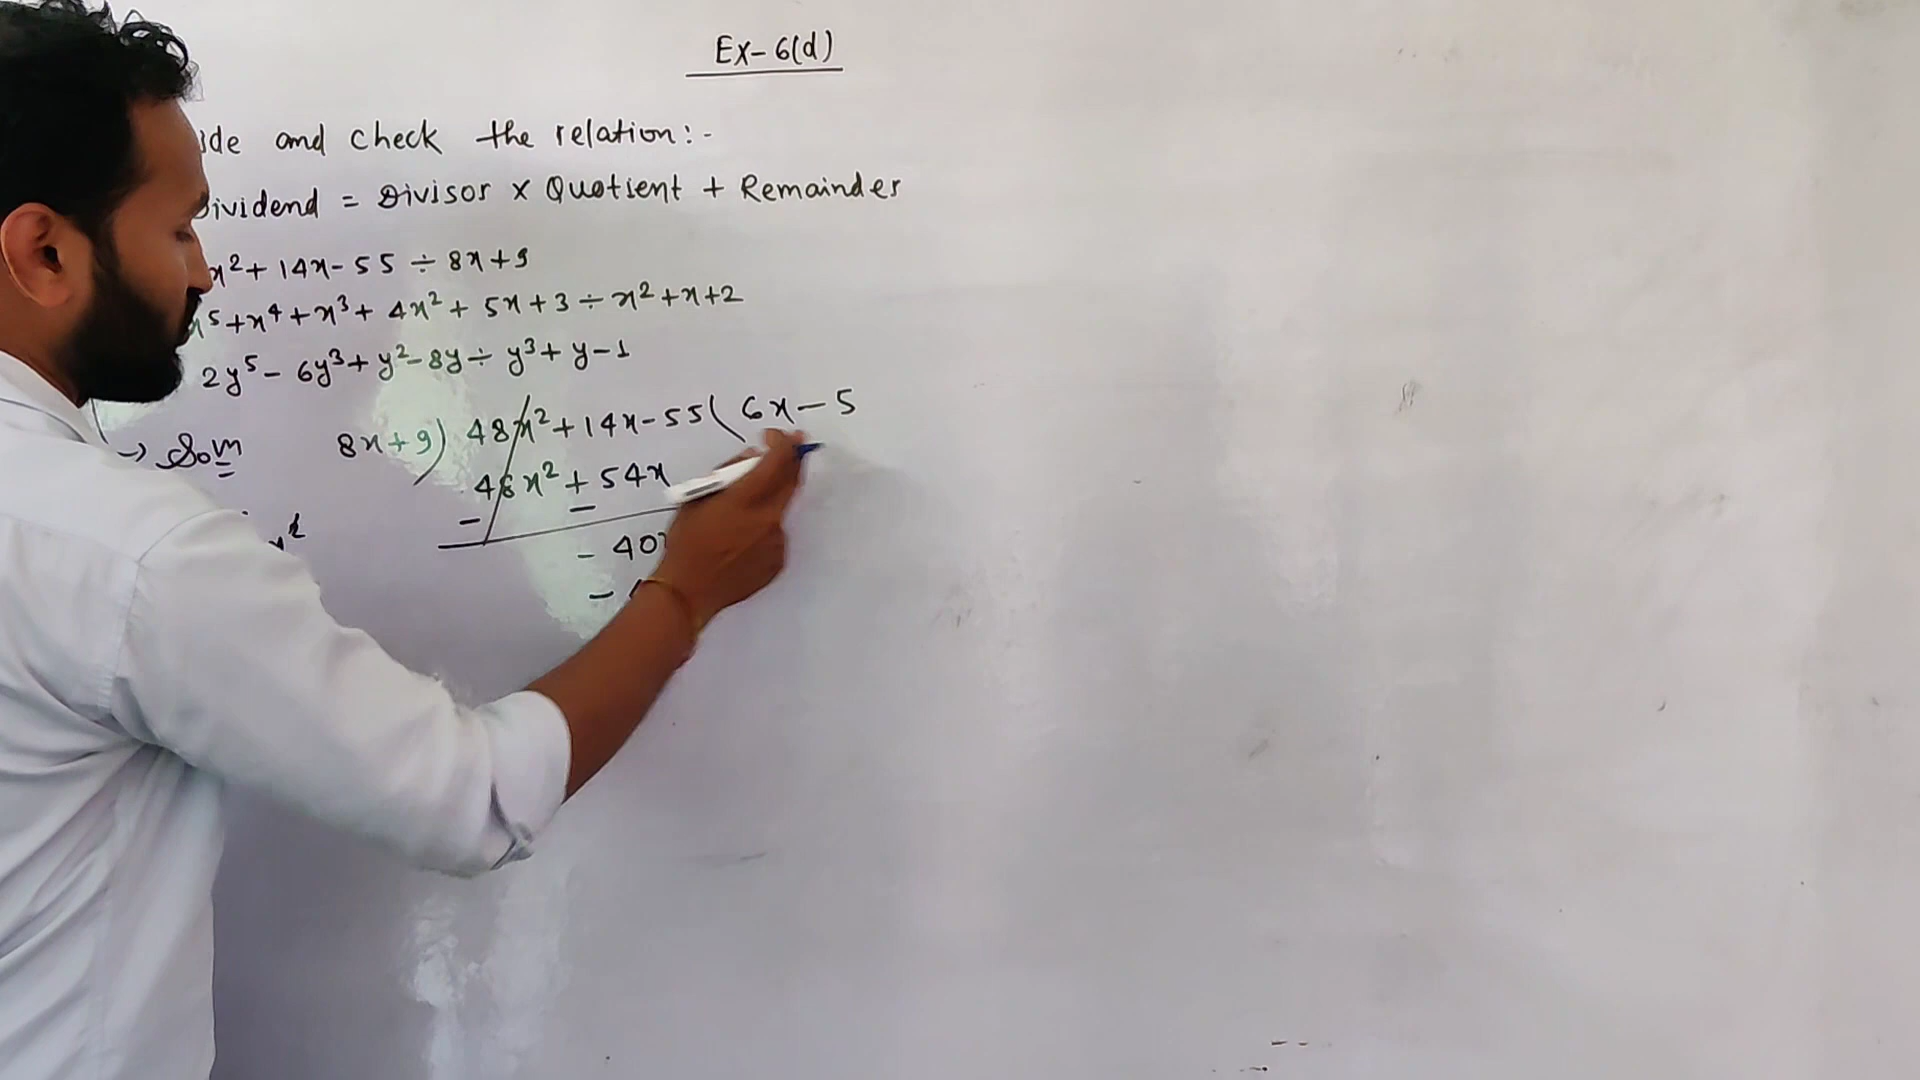 Ex-6(d)
ide and check the relation:-
Dividend = Divisor × Quotient + Remainder
x² + 14x - 55 ÷ 8x + 9
x⁵ + x⁴ + x³ + 4x² + 5x + 3 ÷ x² + x + 2
2y⁵ - 6y³ + y² - 8y ÷ y³ + y - 1
→ Soln 8x + 9) 48x² + 14x - 55 ( 6x - 5
48x² + 54x
- -
- 40
-